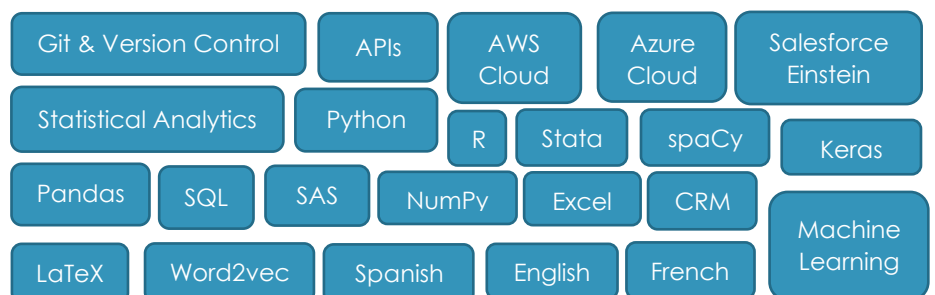 Git & Version Control
APIs
AWS
Cloud
Azure
Cloud
Salesforce
Einstein
Statistical Analytics
Python
R
Stata
spaCy
Keras
Pandas
SQL
SAS
NumPy
Excel
CRM
Machine
Learning
LaTeX
Word2vec
Spanish
English
French